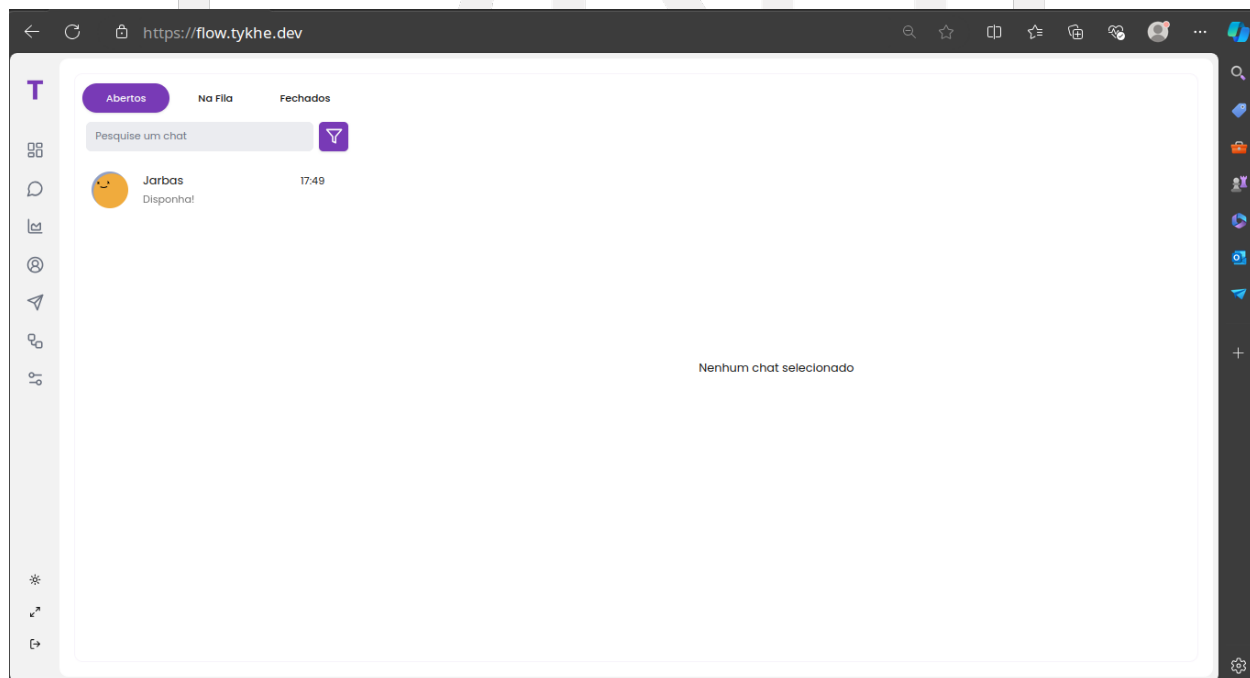 https://flow.tykhe.dev
T
Abertos Na Fila Fechados
Pesquise um chat
Jarbas 17:49
Disponha!
Nenhum chat selecionado